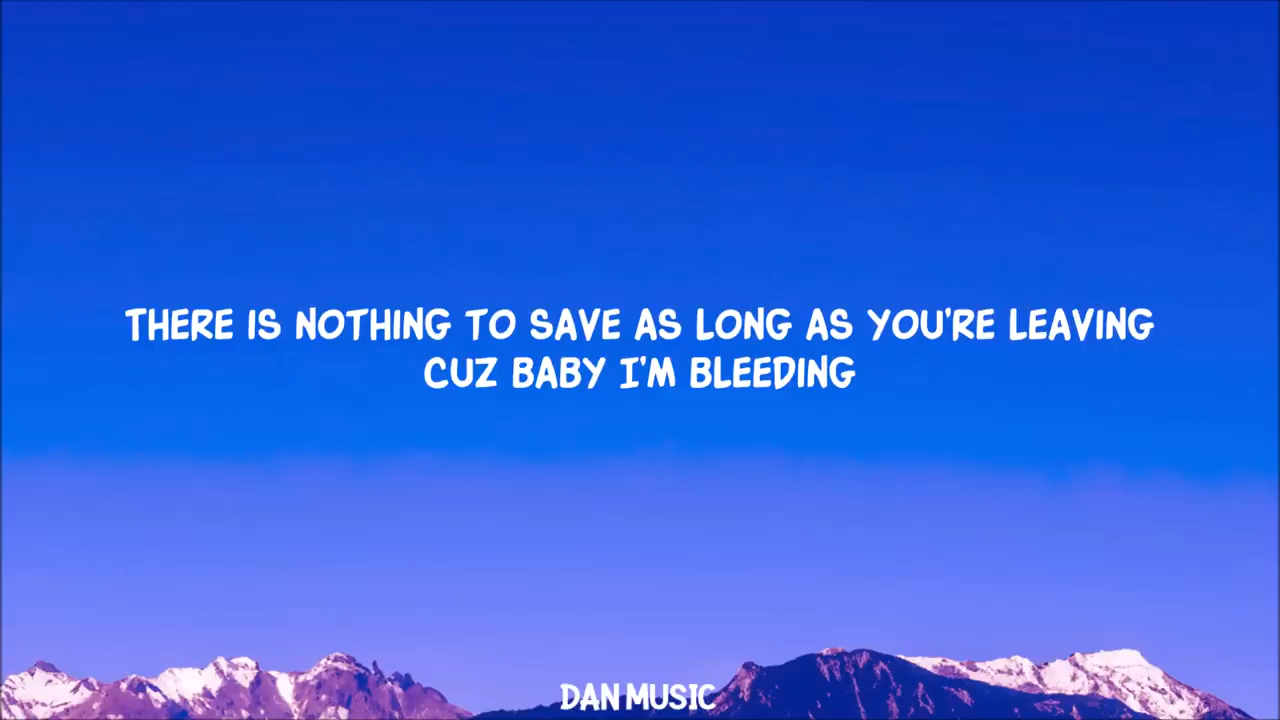 THERE IS NOTHING TO SAVE AS LONG AS YOU'RE LEAVING
CUZ BABY I'M BLEEDING
DAN MUSIC